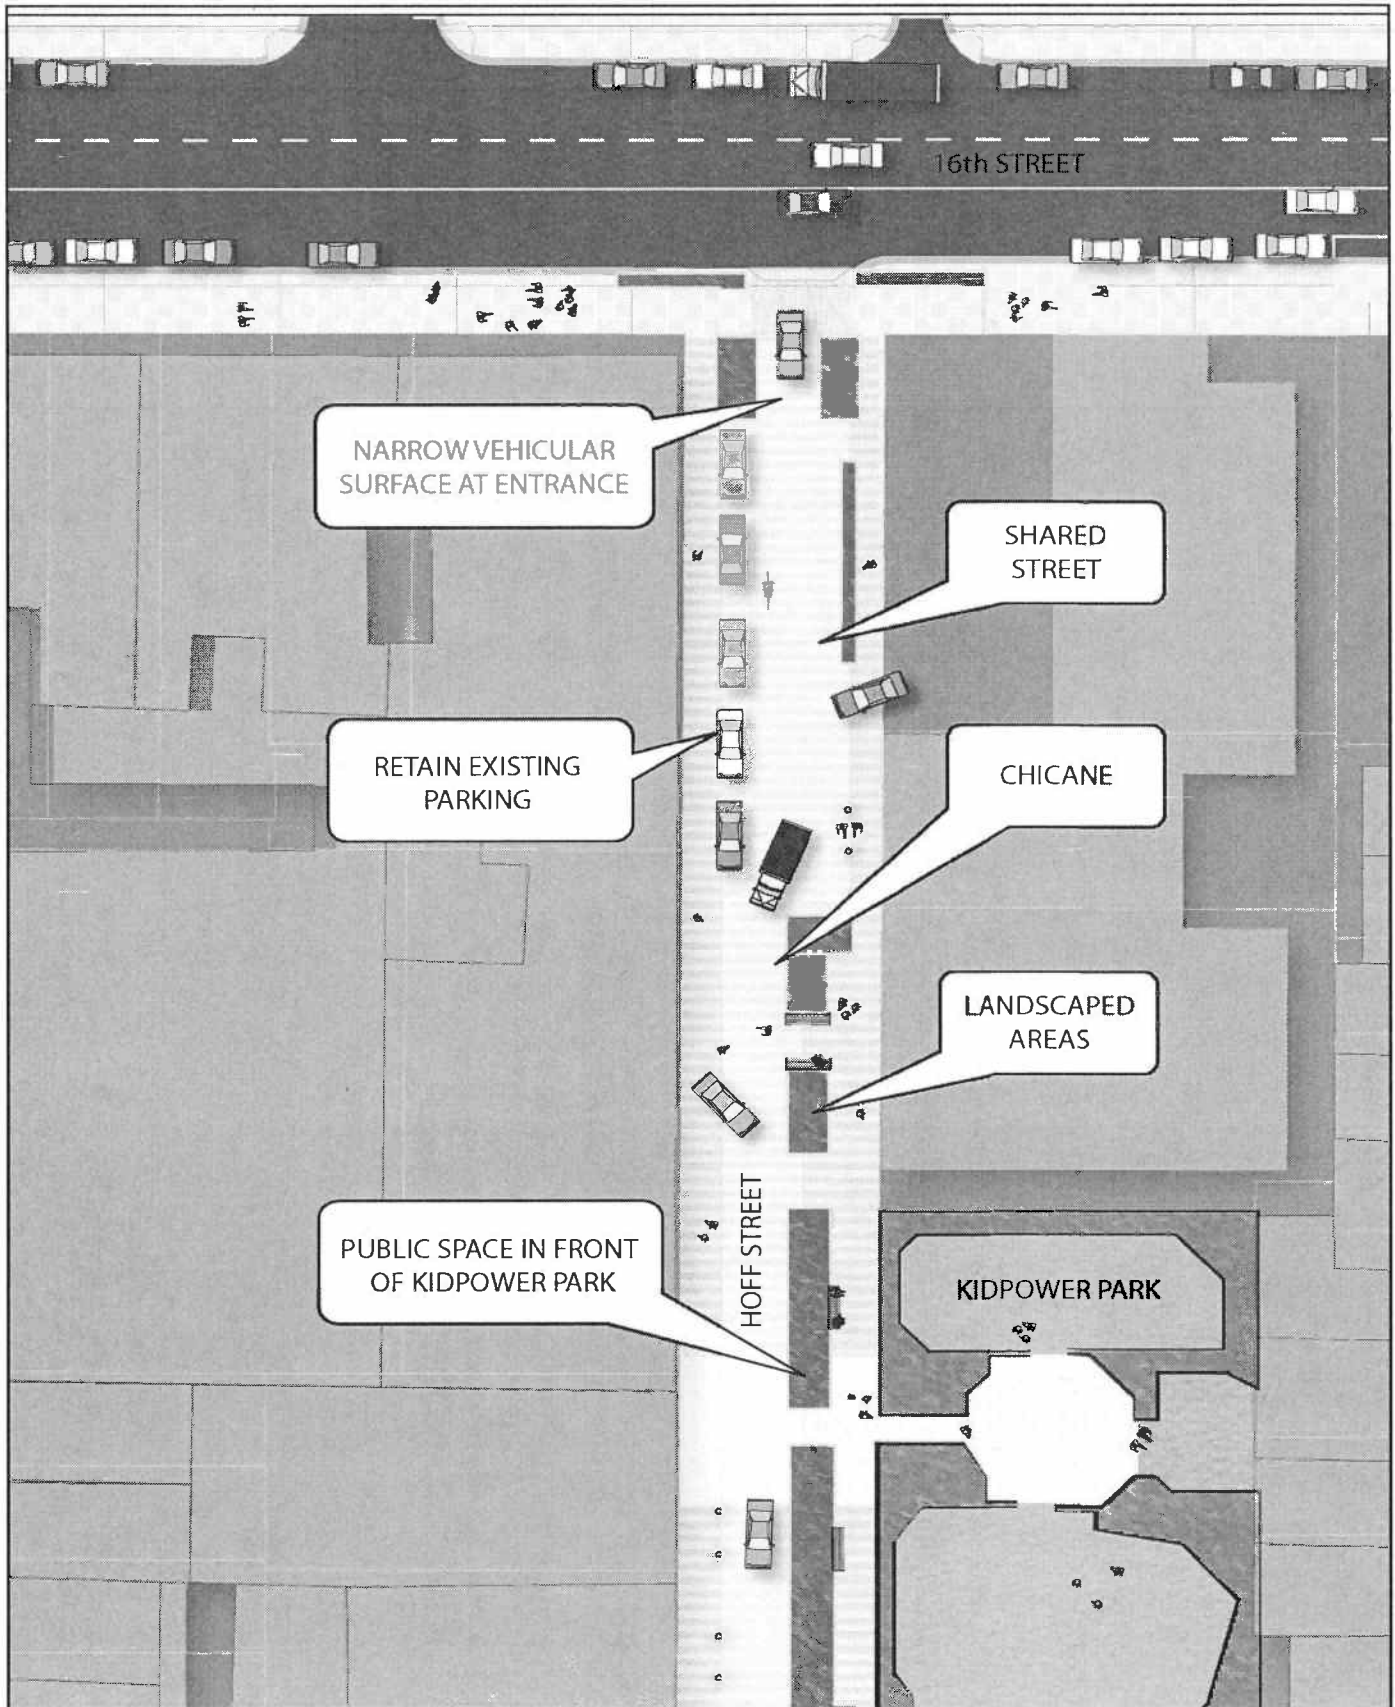 16th STREET
NARROW VEHICULAR
SURFACE AT ENTRANCE
SHARED
STREET
RETAIN EXISTING
PARKING
CHICANE
LANDSCAPED
AREAS
HOFF STREET
PUBLIC SPACE IN FRONT
OF KIDPOWER PARK
KIDPOWER PARK